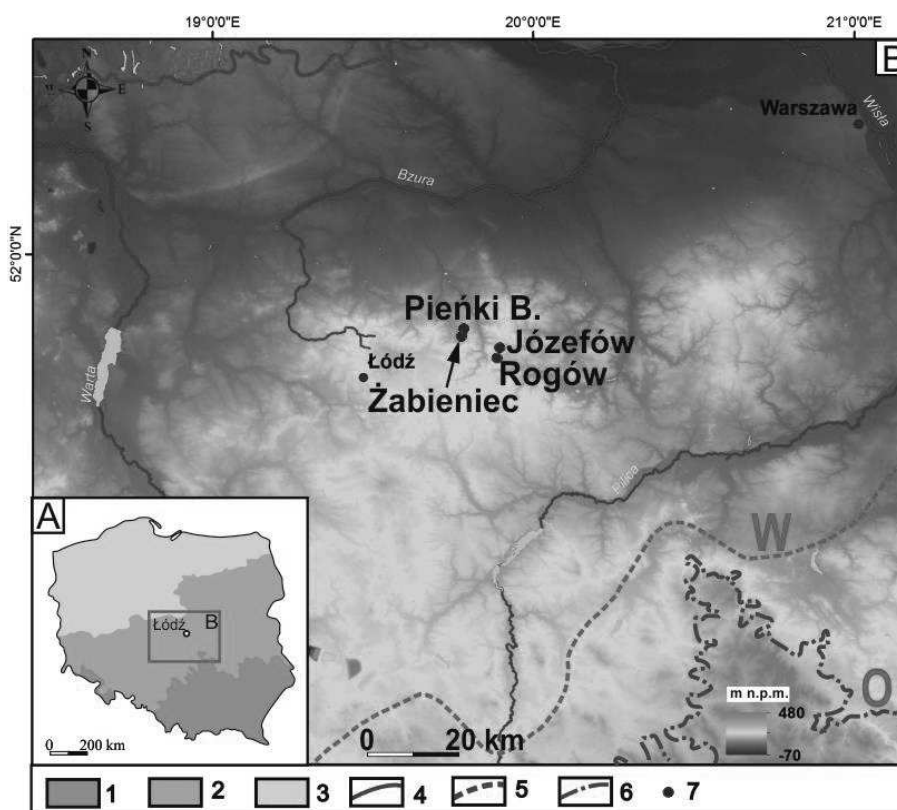 19°0'0"E 20°0'0"E 21°0'0"E
B
N
E
S
Warszawa
Wisła
Bzura
52°0'0"N
Pieńki B.
Józefów
Łódź
Rogów
Żabieniec
Warta
Pilica
A
W
Łódź
B
m n.p.m.
480
O
-70
0 200 km
0 20 km
1 2 3 4 5 6 7